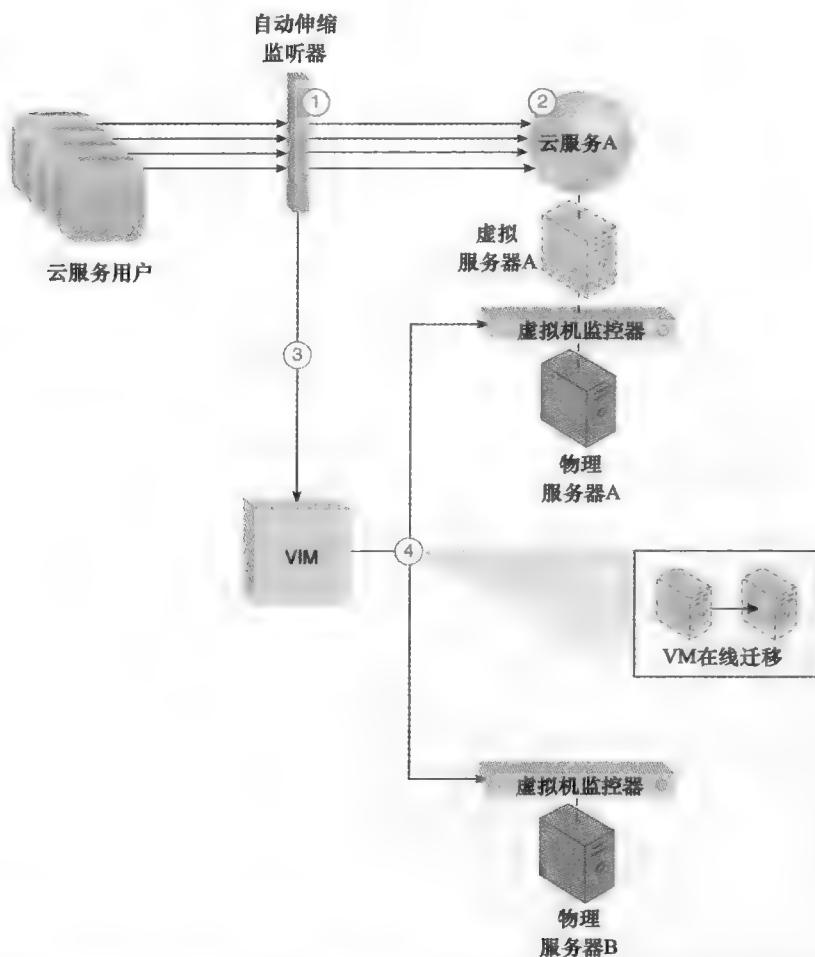 自动伸缩
监听器
①
②
云服务A
云服务用户
虚拟
服务器A
虚拟机监控器
③
物理
服务器A
VIM
④
VM在线迁移
虚拟机监控器
物理
服务器B